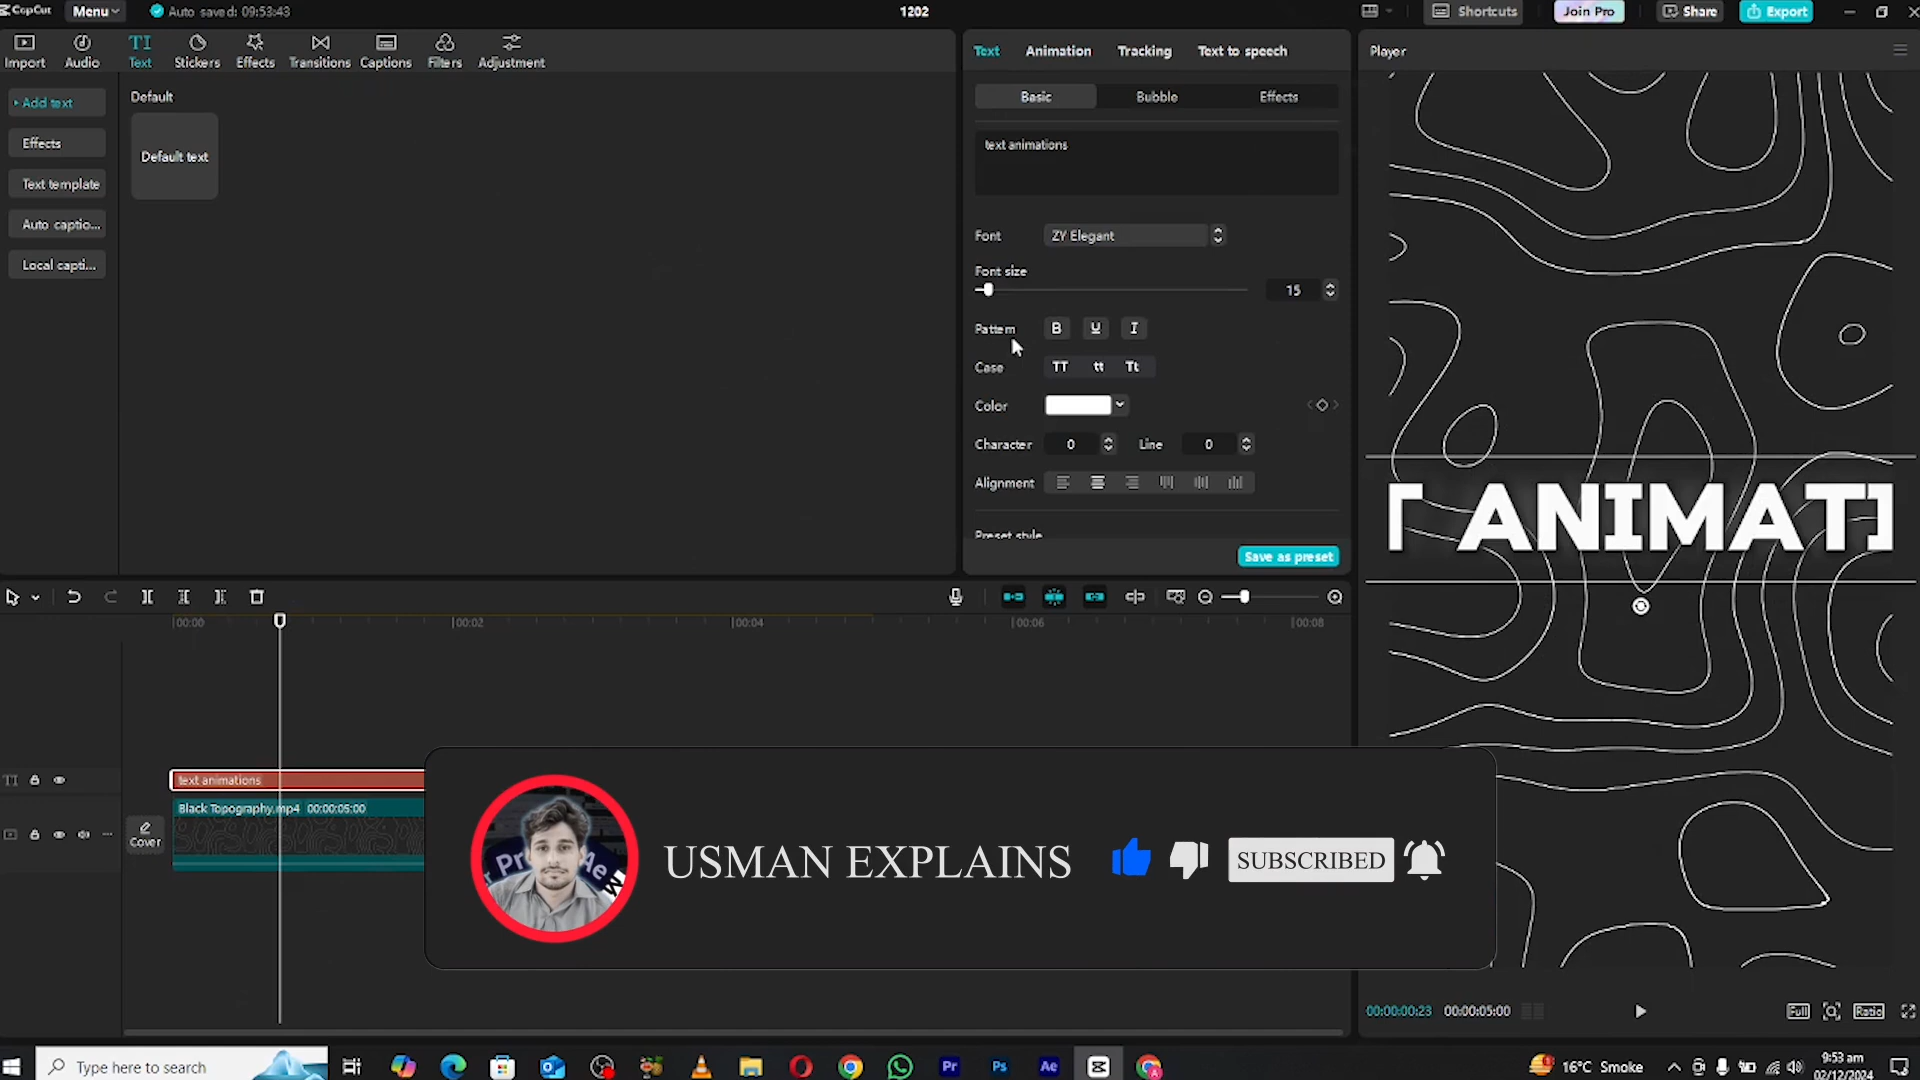 CapCut
Menu
Auto saved: 09:53:43
1202
Shortcuts
Join Pro
Share
Export
Import
Audio
TI
Text
Stickers
Effects
Transitions
Captions
Filters
Adjustment
Add text
Effects
Text template
Auto captio...
Local capti...
Default
Default text
Text
Animation
Tracking
Text to speech
Basic
Bubble
Effects
text animations
Font
ZY Elegant
Font size
15
Pattern
B
U
I
Case
TT
tt
Tt
Color
Character
0
Line
0
Alignment
Preset style
Save as preset
Player
[ ANIMAT]
00:00
00:02
00:04
00:06
00:08
TI
text animations
Black Topography.mp4 00:00:05:00
Cover
USMAN EXPLAINS
SUBSCRIBED
00:00:00:23
00:00:05:00
Full
Ratio
Type here to search
Pr
Ps
Ae
16°C Smoke
9:53 am
02/12/2024